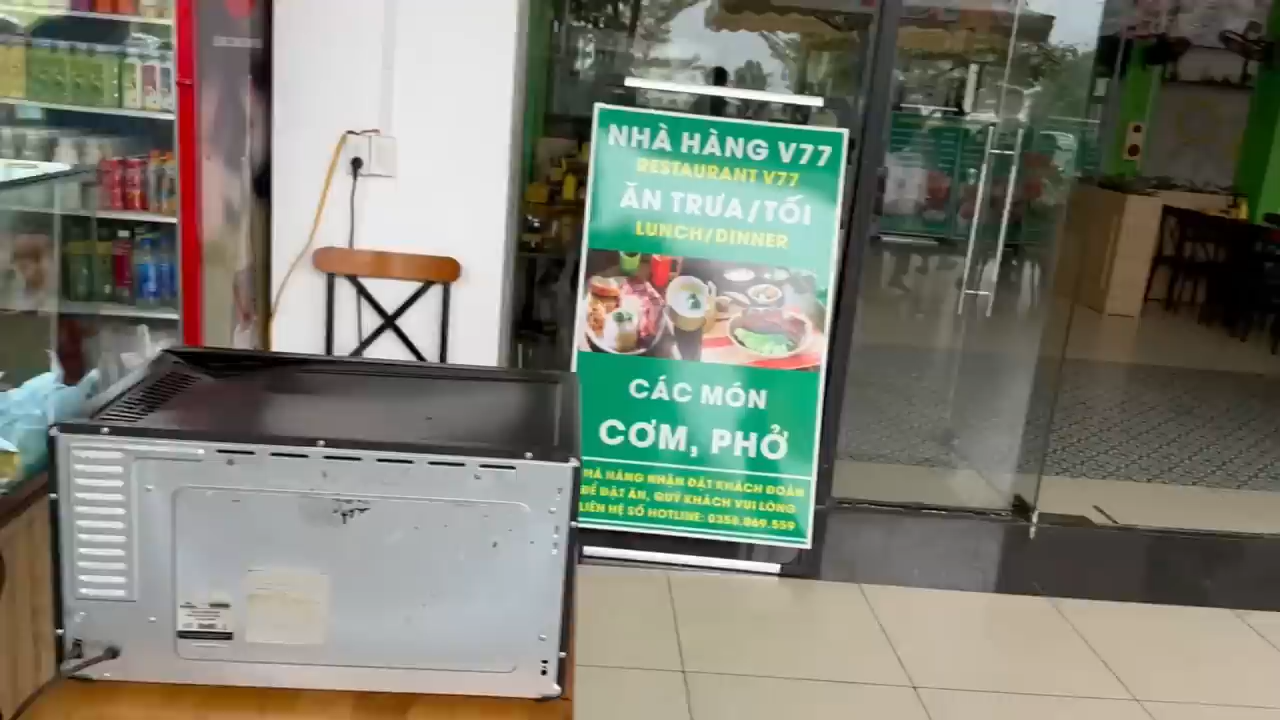 NHÀ HÀNG V77
RESTAURANT V77
ĂN TRƯA/TỐI
LUNCH/DINNER
CÁC MÓN
CƠM, PHỞ
HÀ HÀNG NHẬN ĐẶT KHÁCH ĐOÀN
ĐỂ ĐẶT ĂN, QUÝ KHÁCH VUI LÒNG
LIÊN HỆ SỐ HOTLINE: 0358.869.559